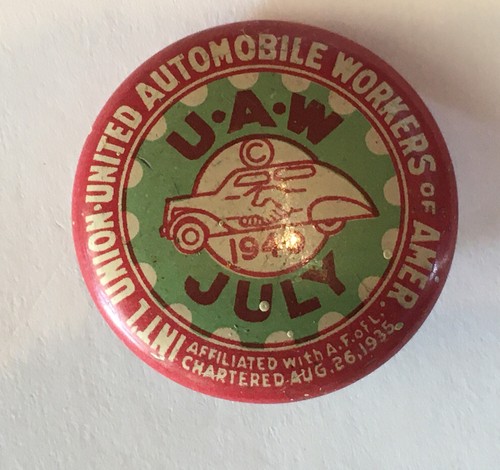 INT'L UNION·UNITED AUTOMOBILE WORKERS OF AMER.
U·A·W
©
JULY
AFFILIATED with A.F. of L.
CHARTERED AUG. 26, 1935